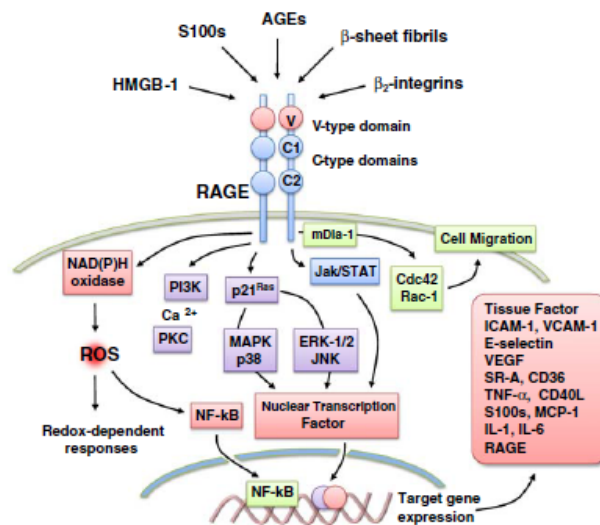 AGEs
S100s
β-sheet fibrils
HMGB-1
β2-integrins
V
V-type domain
C1
C-type domains
C2
RAGE
mDia-1
Cell Migration
NAD(P)H
oxidase
PI3K
Ca 2+
PKC
p21Ras
Jak/STAT
Cdc42
Rac-1
MAPK
p38
ERK-1/2
JNK
ROS
Redox-dependent
responses
NF-kB
Nuclear Transcription
Factor
NF-kB
Target gene
expression
Tissue Factor
ICAM-1, VCAM-1
E-selectin
VEGF
SR-A, CD36
TNF-α, CD40L
S100s, MCP-1
IL-1, IL-6
RAGE